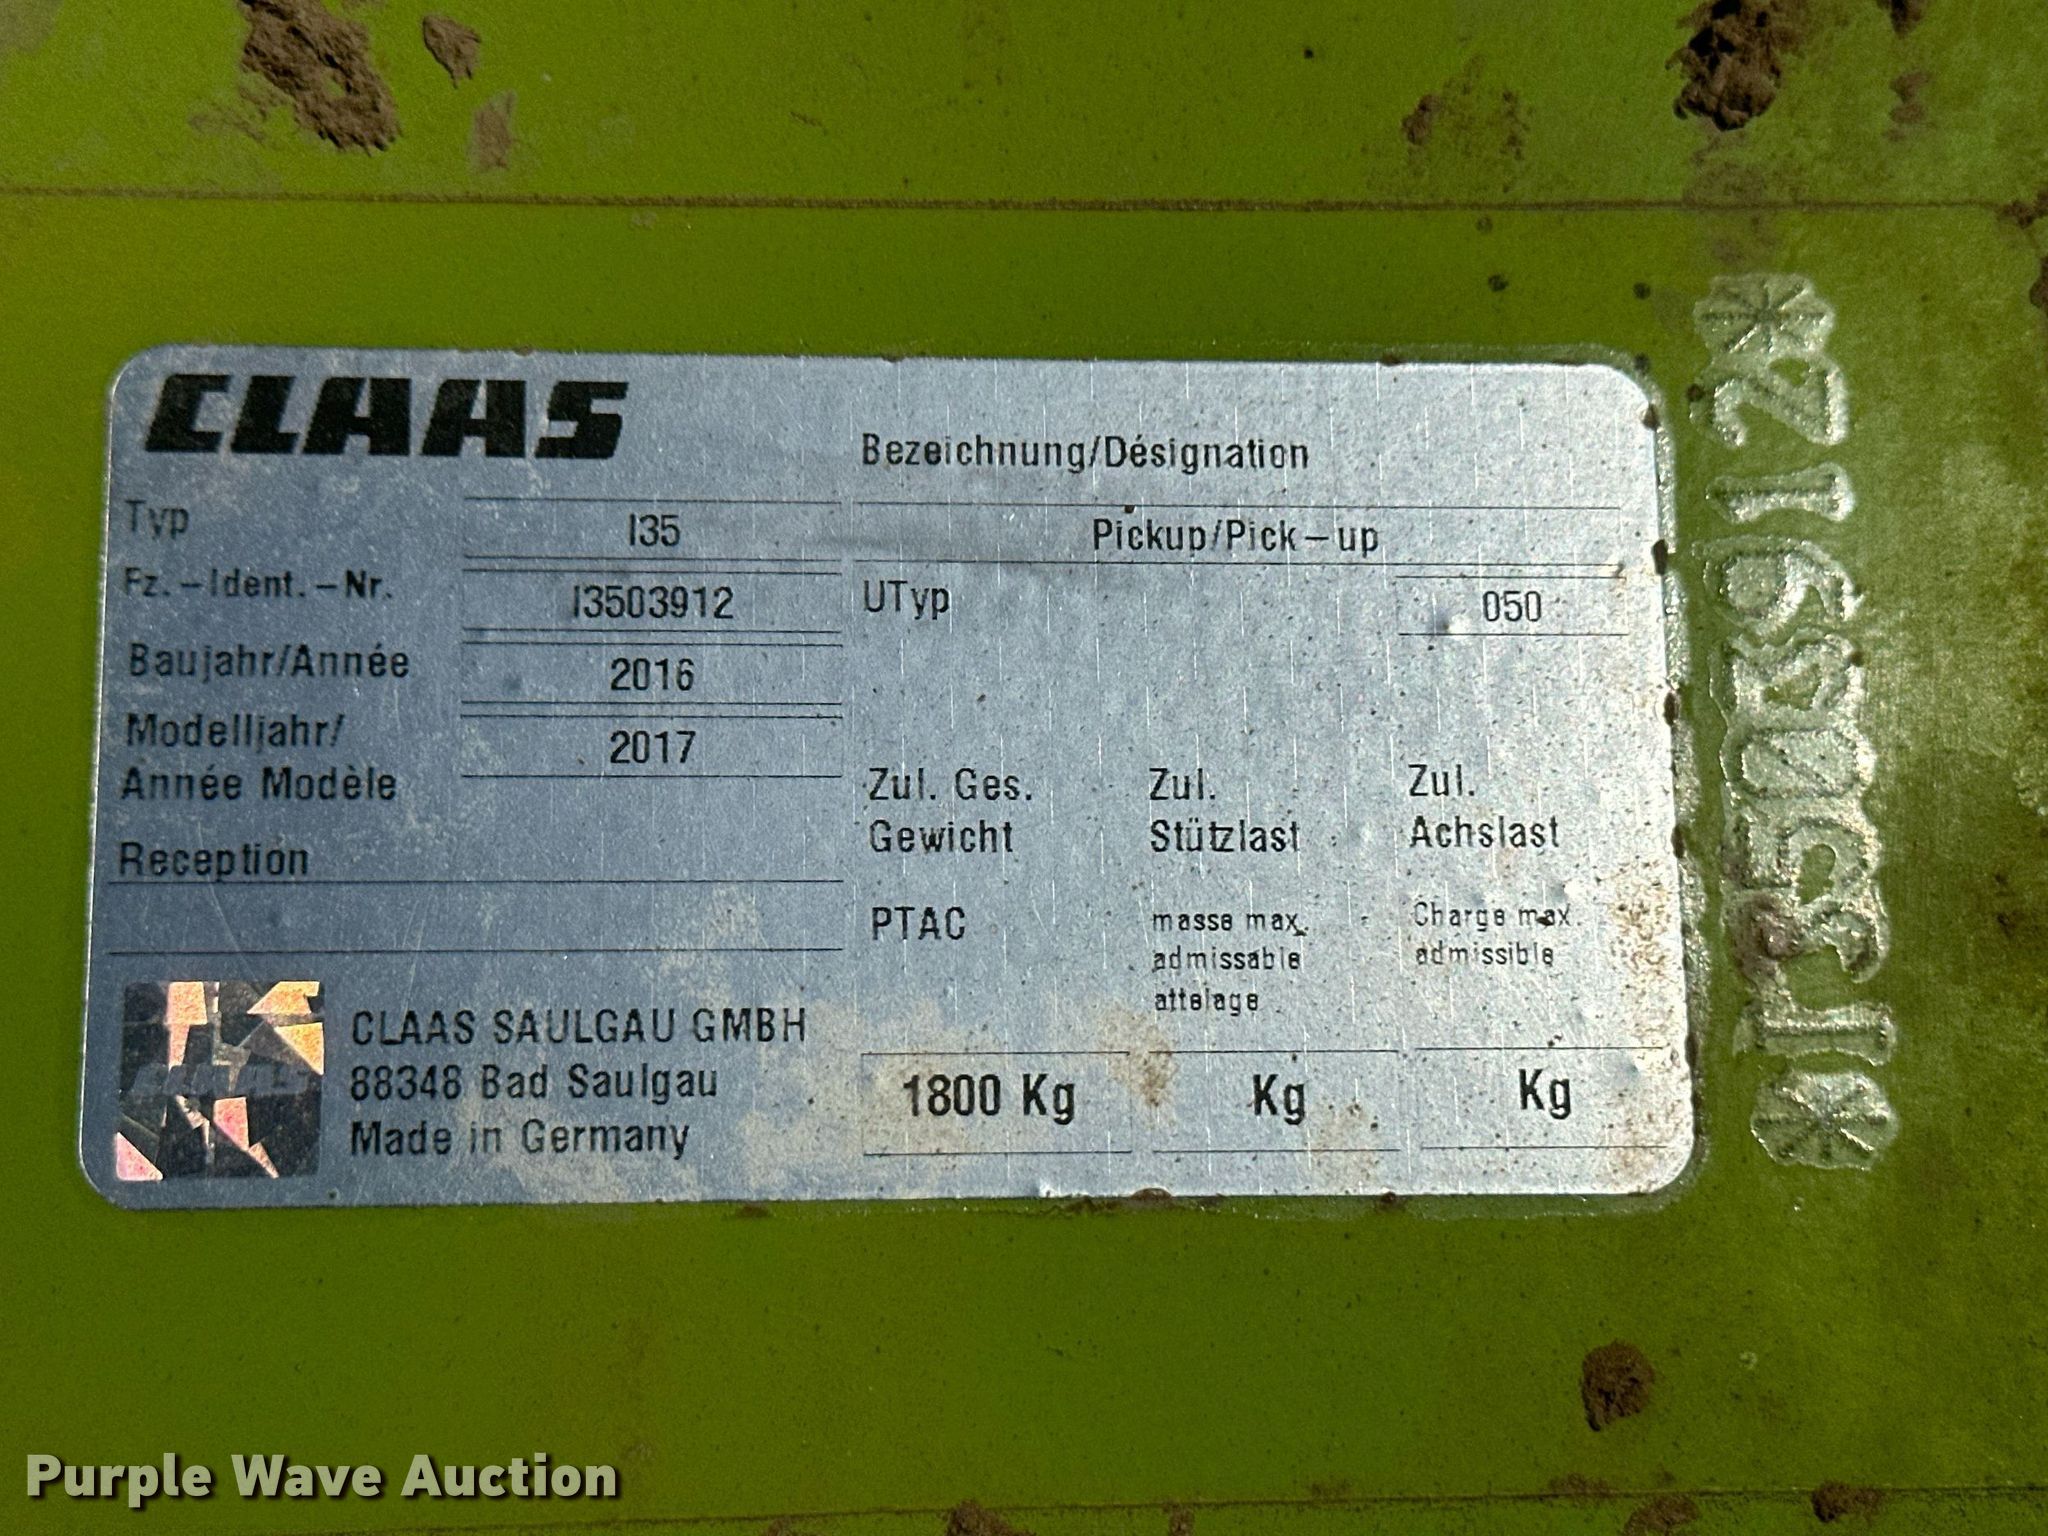 CLAAS
Bezeichnung/Désignation
Typ I35
Pickup/Pick-up
Fz.-Ident.-Nr. I3503912
UTyp 050
Baujahr/Année 2016
Modelljahr/ 2017
Année Modèle
Reception
Zul. Ges. Zul. Zul.
Gewicht Stützlast Achslast
PTAC masse max. Charge max.
admissable admissible
attelage
1800 Kg Kg Kg
CLAAS SAULGAU GMBH
88348 Bad Saulgau
Made in Germany
*I3503912*
Purple Wave Auction